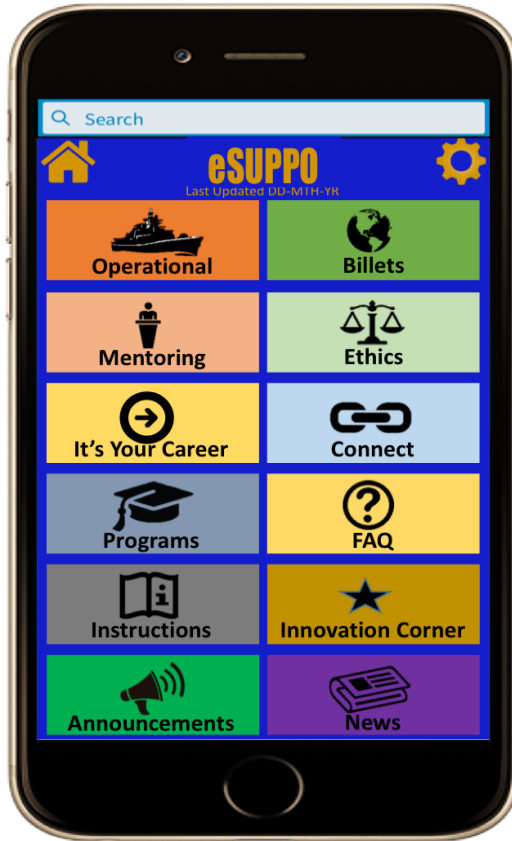 Search
eSUPPO
Last Updated DD-MTH-YR
Operational
Billets
Mentoring
Ethics
It's Your Career
Connect
Programs
FAQ
Instructions
Innovation Corner
Announcements
News